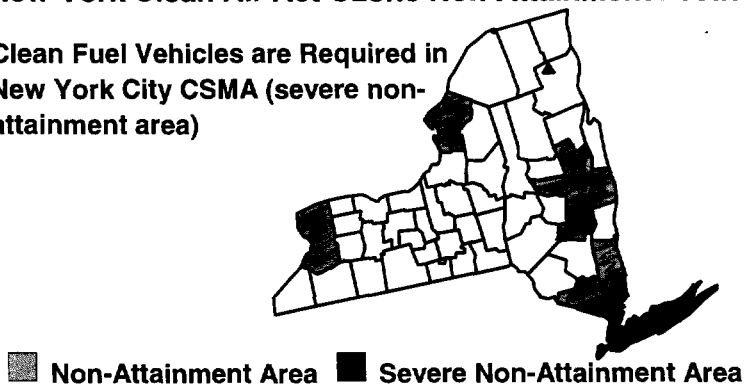 Clean Fuel Vehicles are Required in
New York City CSMA (severe non-
attainment area)
Non-Attainment Area
Severe Non-Attainment Area